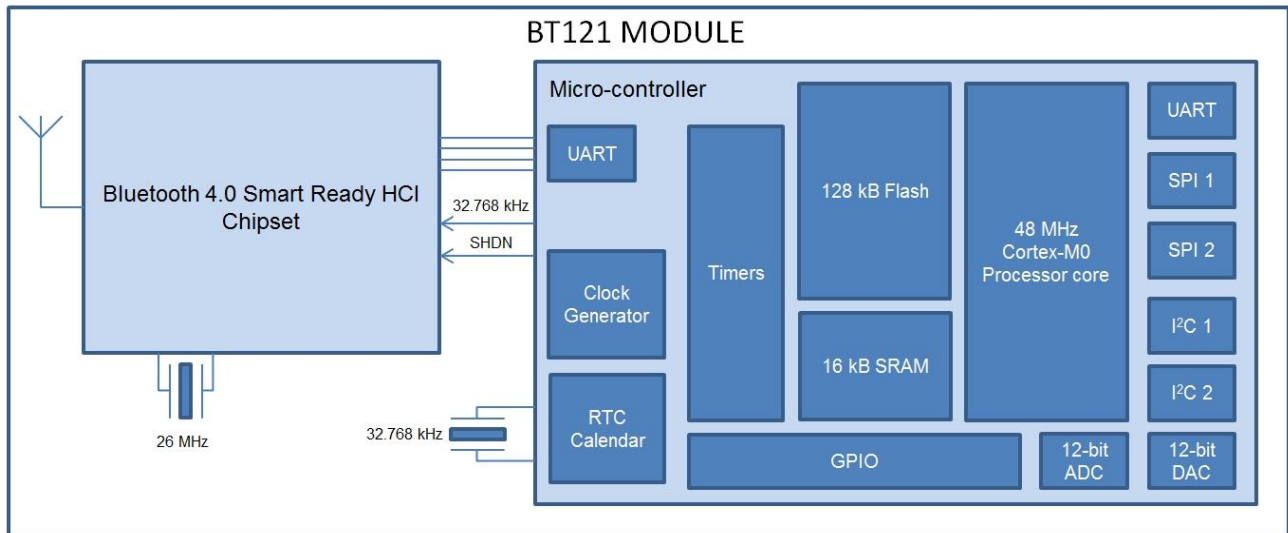 BT121 MODULE
Bluetooth 4.0 Smart Ready HCI
Chipset
26 MHz
32.768 kHz
SHDN
32.768 kHz
Micro-controller
UART
Clock
Generator
RTC
Calendar
Timers
128 kB Flash
16 kB SRAM
48 MHz
Cortex-M0
Processor core
GPIO
12-bit
ADC
UART
SPI 1
SPI 2
I²C 1
I²C 2
12-bit
DAC